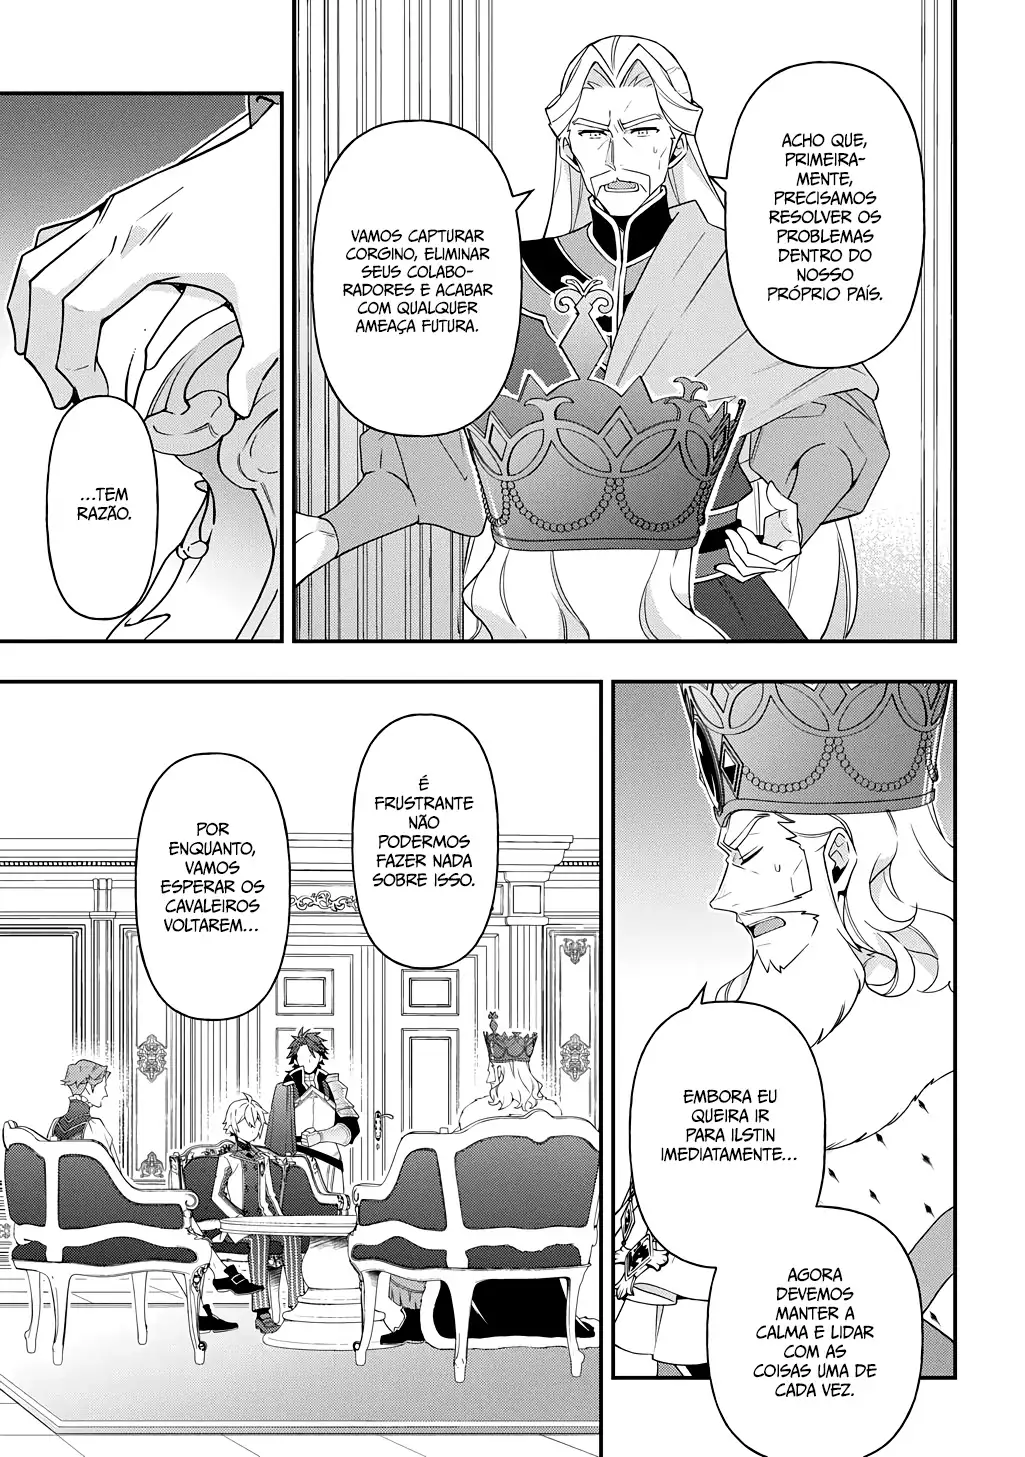 ACHO QUE,
PRIMEIRA-
MENTE,
PRECISAMOS
RESOLVER OS
PROBLEMAS
DENTRO DO
NOSSO
PRÓPRIO PAÍS.
VAMOS CAPTURAR
CORGINO, ELIMINAR
SEUS COLABO-
RADORES E ACABAR
COM QUALQUER
AMEAÇA FUTURA.
...TEM
RAZÃO.
EMBORA EU
QUEIRA IR
PARA ILSTIN
IMEDIATAMENTE...
AGORA
DEVEMOS
MANTER A
CALMA E LIDAR
COM AS
COISAS UMA DE
CADA VEZ.
É
FRUSTRANTE
NÃO
PODERMOS
FAZER NADA
SOBRE ISSO.
POR
ENQUANTO,
VAMOS
ESPERAR OS
CAVALEIROS
VOLTAREM...